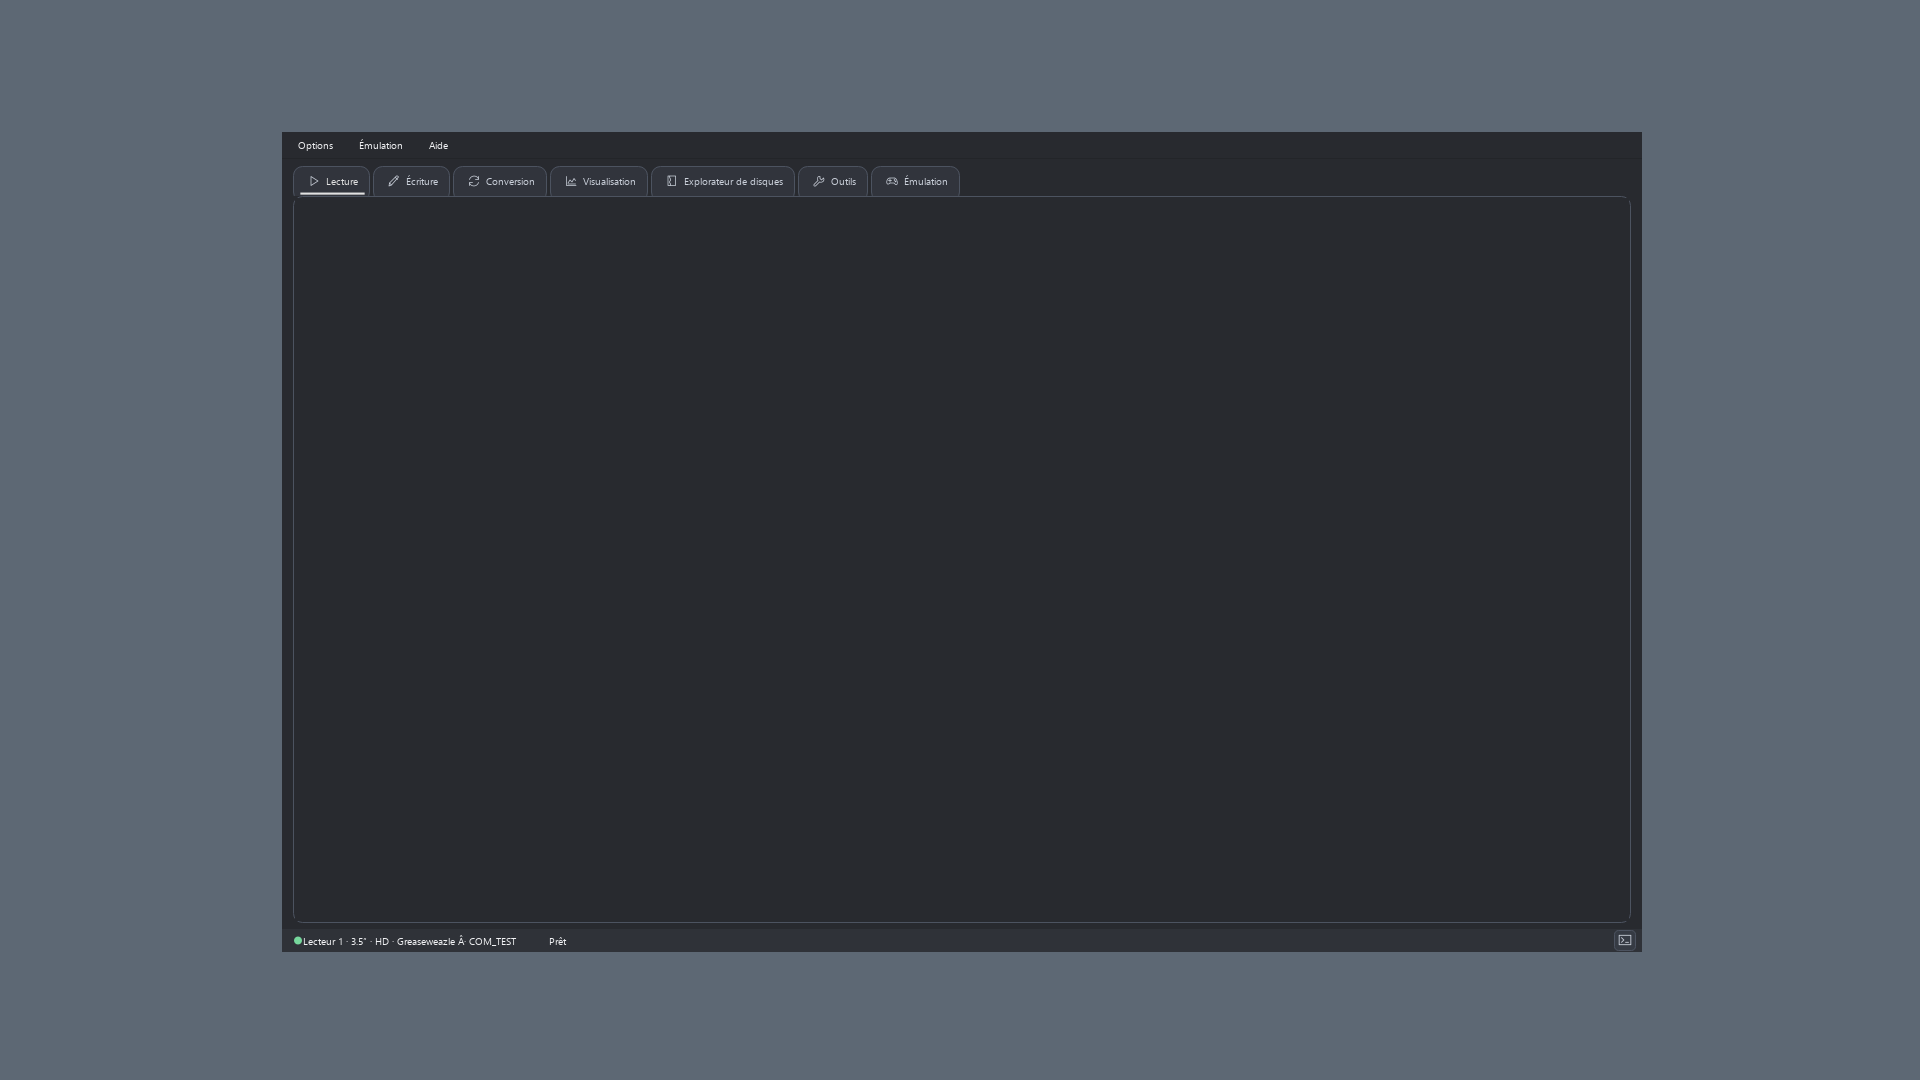 Options Émulation Aide
Lecture Écriture Conversion Visualisation Explorateur de disques Outils Émulation
Lecteur 1 · 3.5" · HD · Greaseweazle Â· COM_TEST Prêt